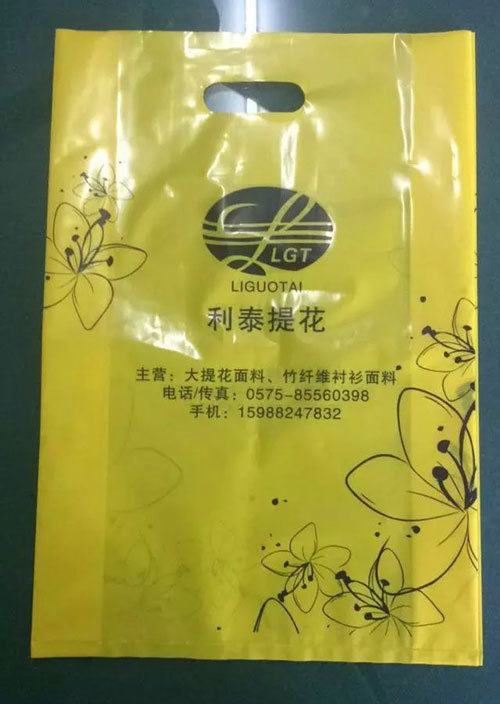 LGT
LIGUOTAI
利泰提花
主营：大提花面料、竹纤维衬衫面料
电话/传真：0575-85560398
手机：15988247832